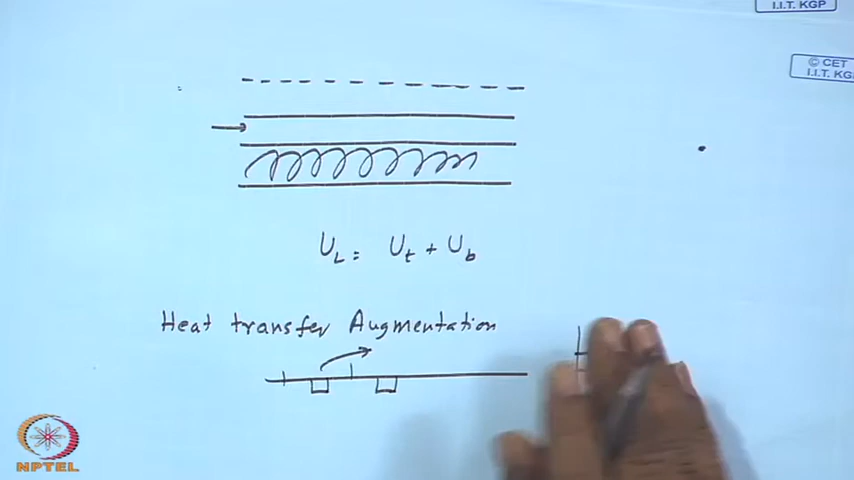 I.I.T. KGP
© CET
I.I.T. KGP
U_L = U_t + U_b
Heat transfer Augmentation
NPTEL